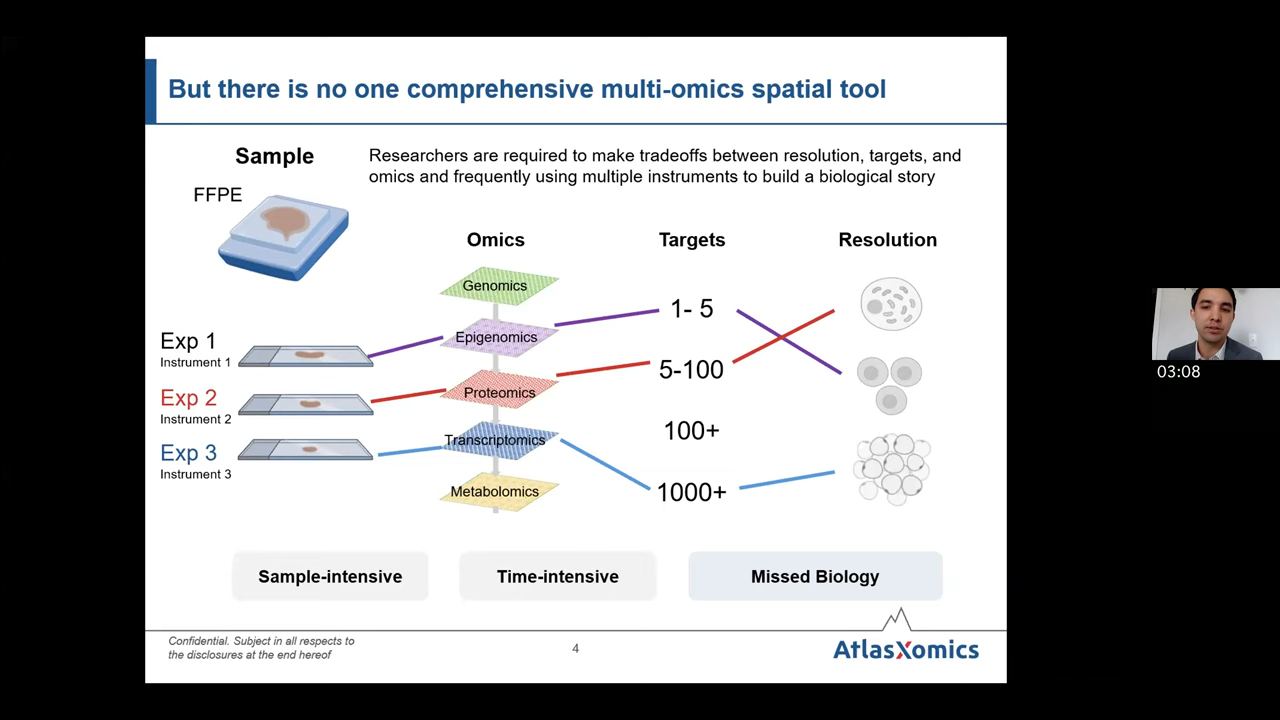 But there is no one comprehensive multi-omics spatial tool
Sample
Researchers are required to make tradeoffs between resolution, targets, and
omics and frequently using multiple instruments to build a biological story
FFPE
Omics
Targets
Resolution
Genomics
Epigenomics
Proteomics
Transcriptomics
Metabolomics
1- 5
5-100
100+
1000+
Exp 1
Instrument 1
Exp 2
Instrument 2
Exp 3
Instrument 3
Sample-intensive
Time-intensive
Missed Biology
Confidential. Subject in all respects to
the disclosures at the end hereof
4
AtlasXomics
03:08